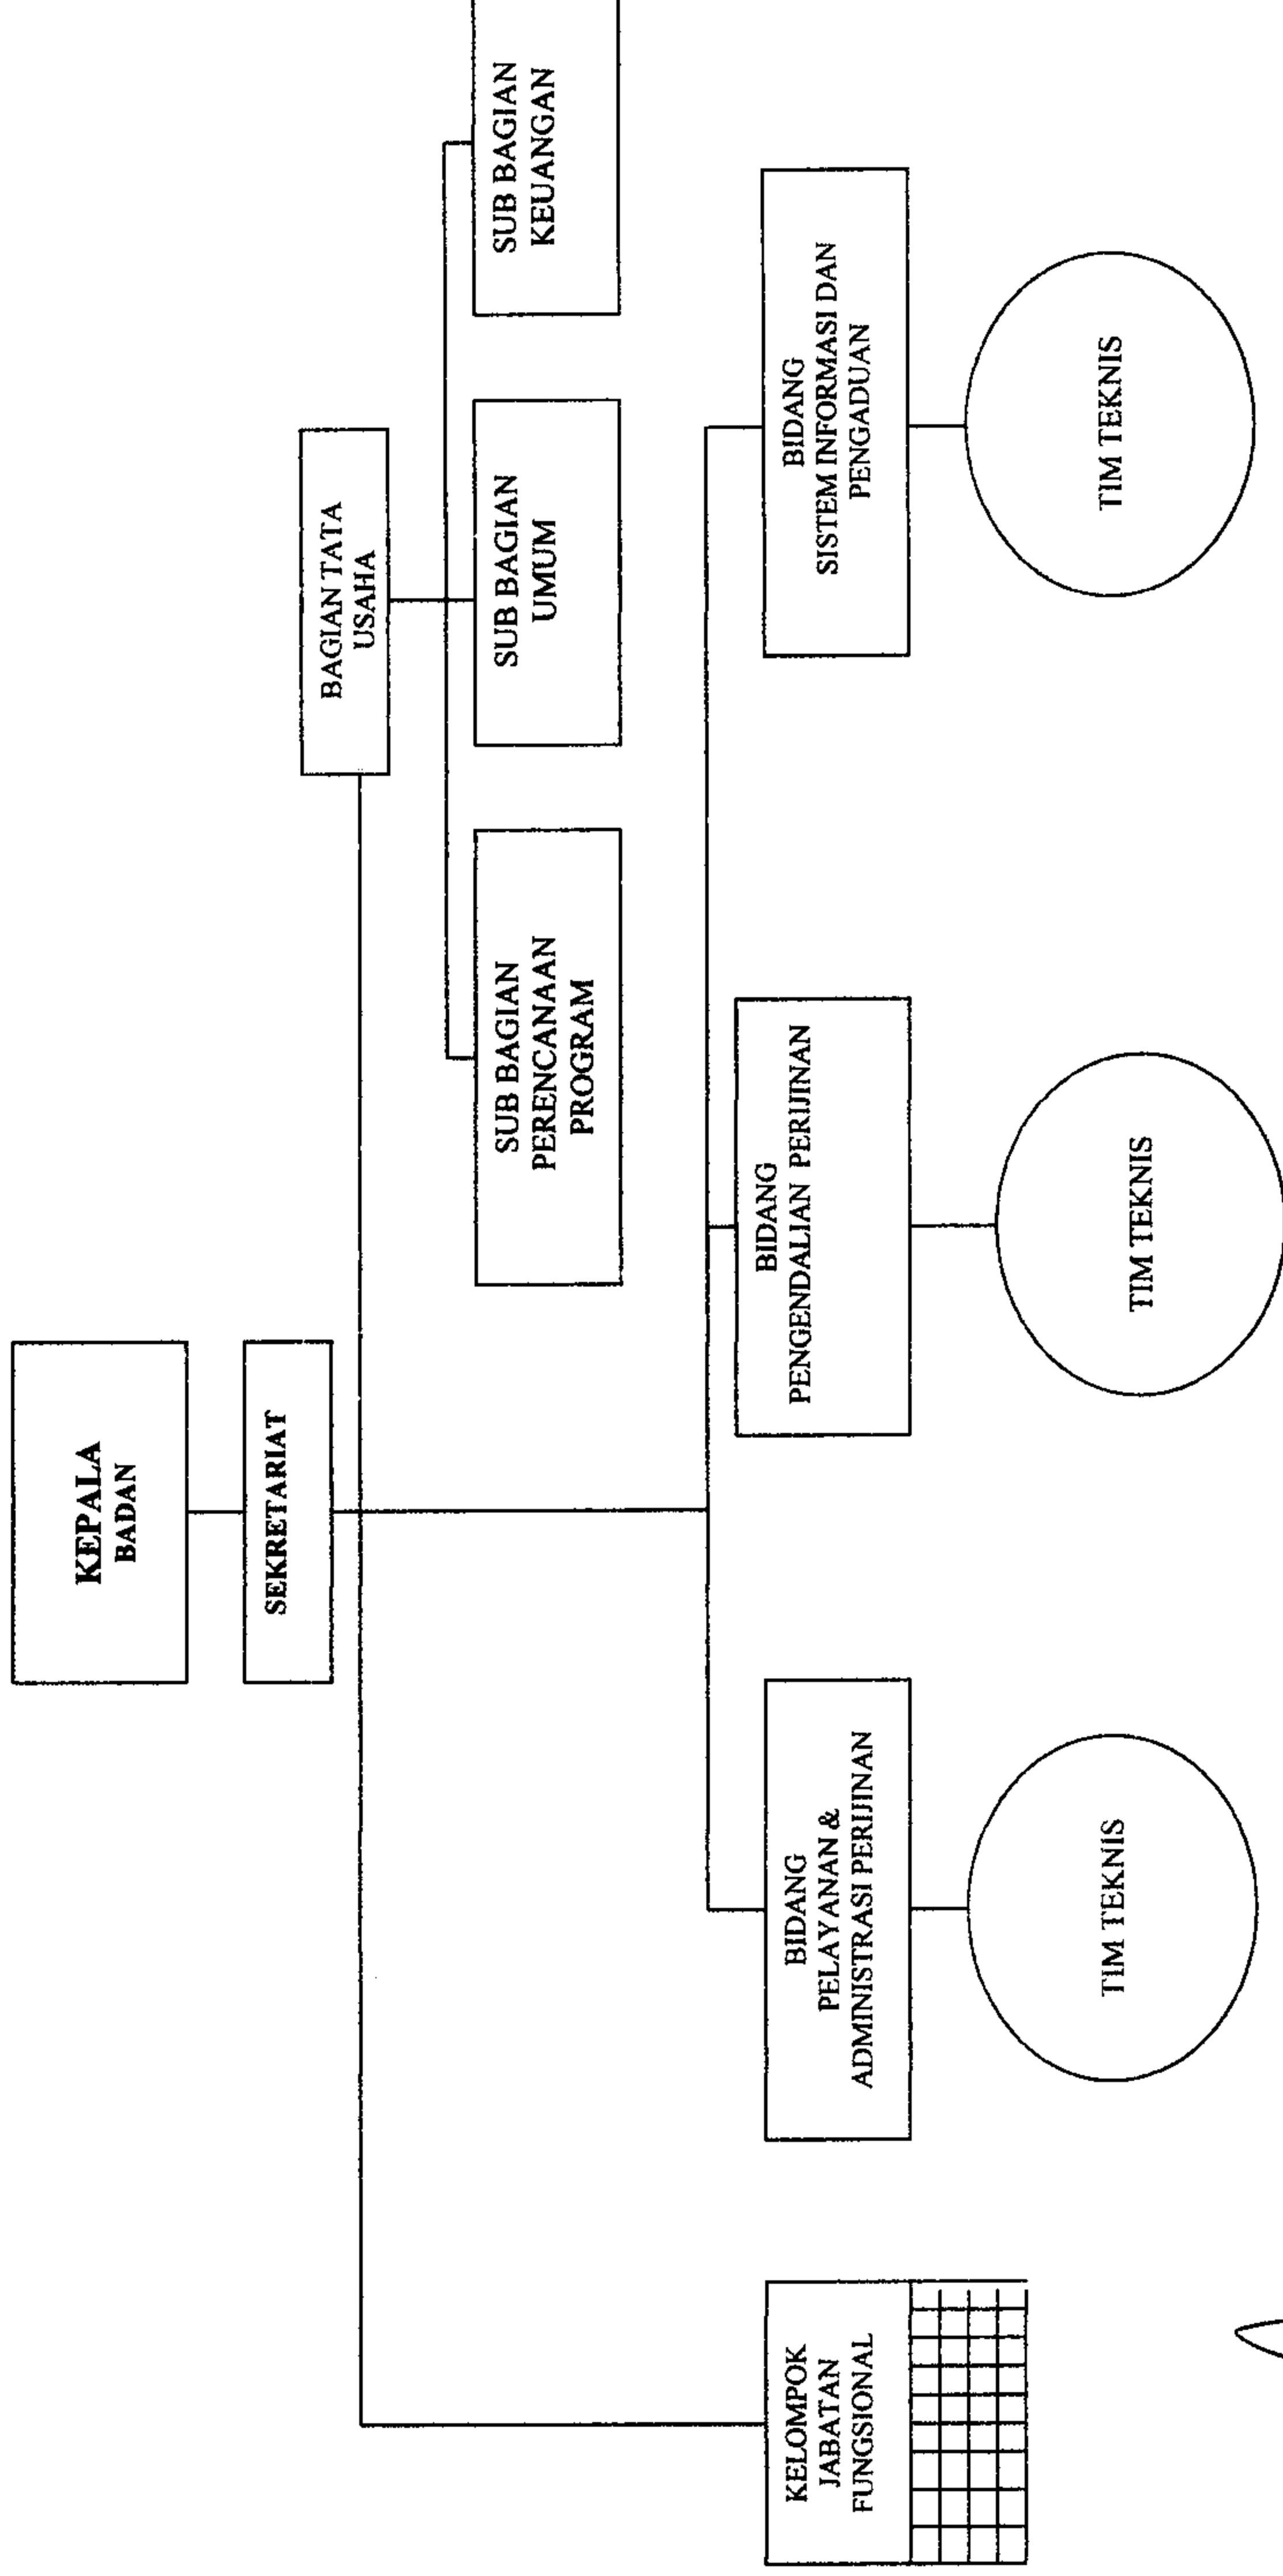 KEPALA
BADAN
SEKRETARIAT
BAGIAN TATA
USAHA
SUB BAGIAN
PERENCANAAN
PROGRAM
SUB BAGIAN
UMUM
SUB BAGIAN
KEUANGAN
KELOMPOK
JABATAN
FUNGSIONAL
BIDANG
PELAYANAN &
ADMINISTRASI PERIJINAN
BIDANG
PENGENDALIAN PERIJINAN
BIDANG
SISTEM INFORMASI DAN
PENGADUAN
TIM TEKNIS
TIM TEKNIS
TIM TEKNIS